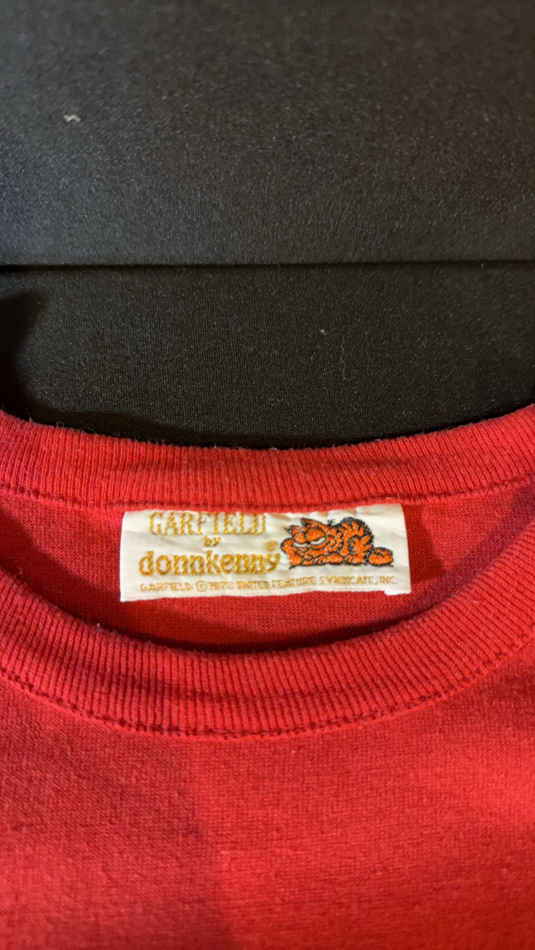 GARFIELD
by
donnkenny®
GARFIELD © 1978 UNITED FEATURE SYNDICATE, INC.